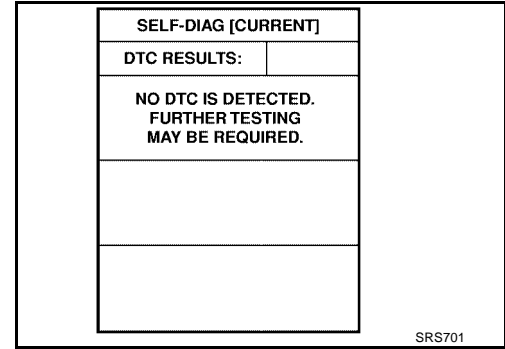 SELF-DIAG [CURRENT]
DTC RESULTS:
NO DTC IS DETECTED.
FURTHER TESTING
MAY BE REQUIRED.
SRS701